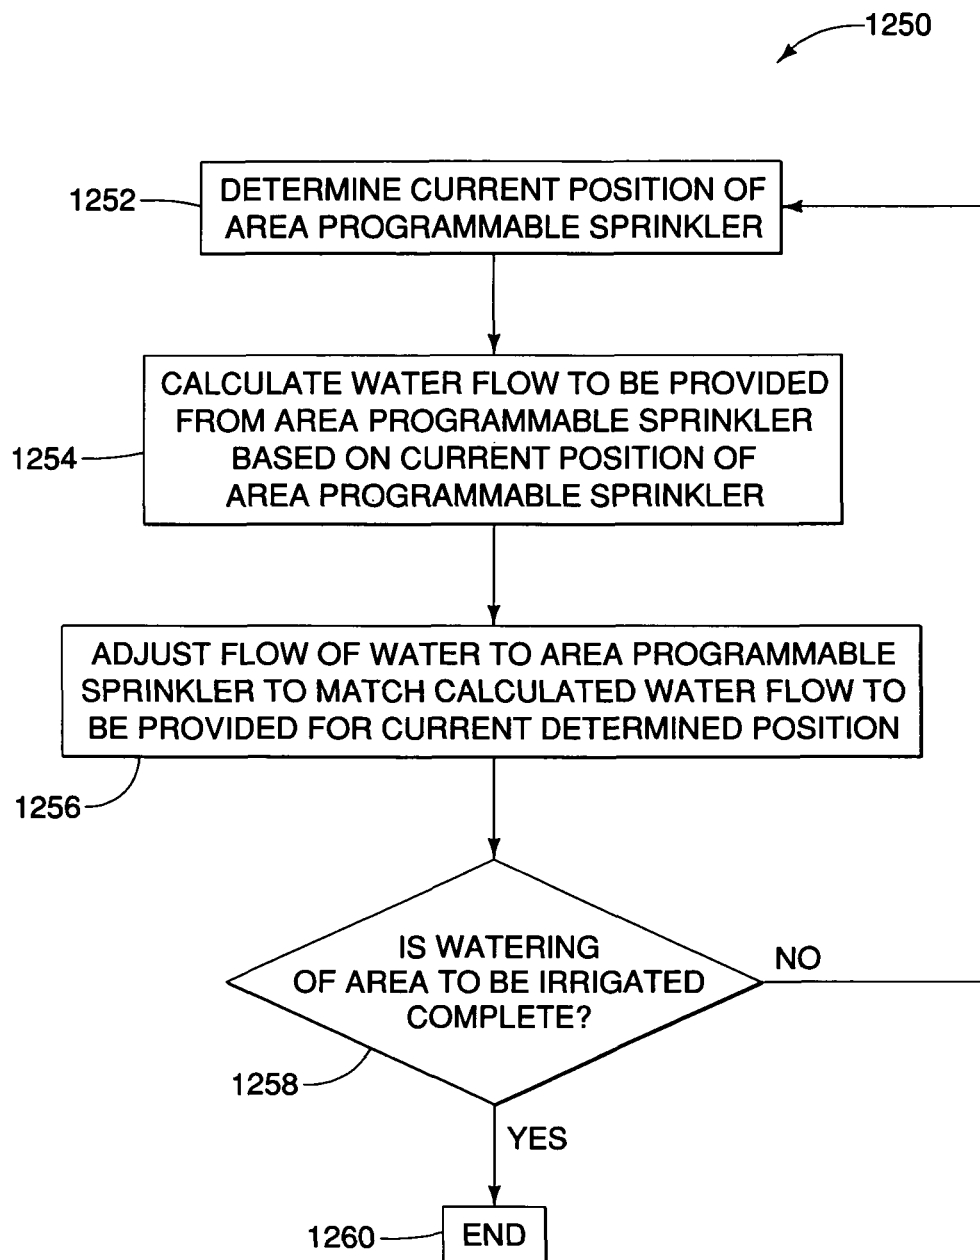 1250
1252
DETERMINE CURRENT POSITION OF
AREA PROGRAMMABLE SPRINKLER
1254
CALCULATE WATER FLOW TO BE PROVIDED
FROM AREA PROGRAMMABLE SPRINKLER
BASED ON CURRENT POSITION OF
AREA PROGRAMMABLE SPRINKLER
ADJUST FLOW OF WATER TO AREA PROGRAMMABLE
SPRINKLER TO MATCH CALCULATED WATER FLOW TO
BE PROVIDED FOR CURRENT DETERMINED POSITION
1256
IS WATERING
OF AREA TO BE IRRIGATED
COMPLETE?
NO
1258
YES
1260
END